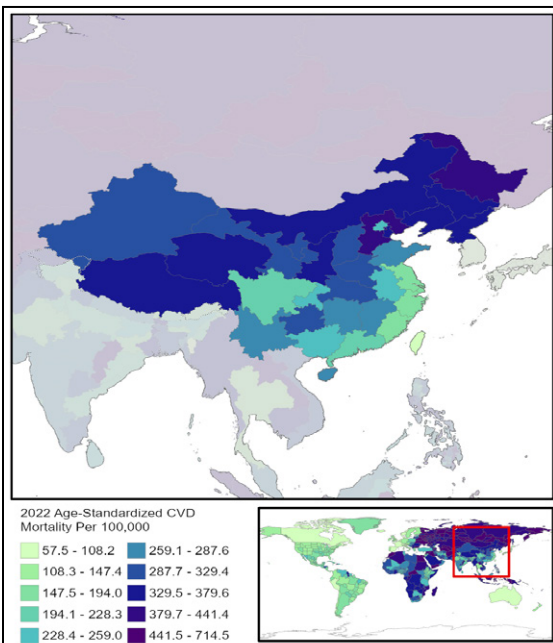 2022 Age-Standardized CVD
Mortality Per 100,000
57.5 - 108.2
108.3 - 147.4
147.5 - 194.0
194.1 - 228.3
228.4 - 259.0
259.1 - 287.6
287.7 - 329.4
329.5 - 379.6
379.7 - 441.4
441.5 - 714.5